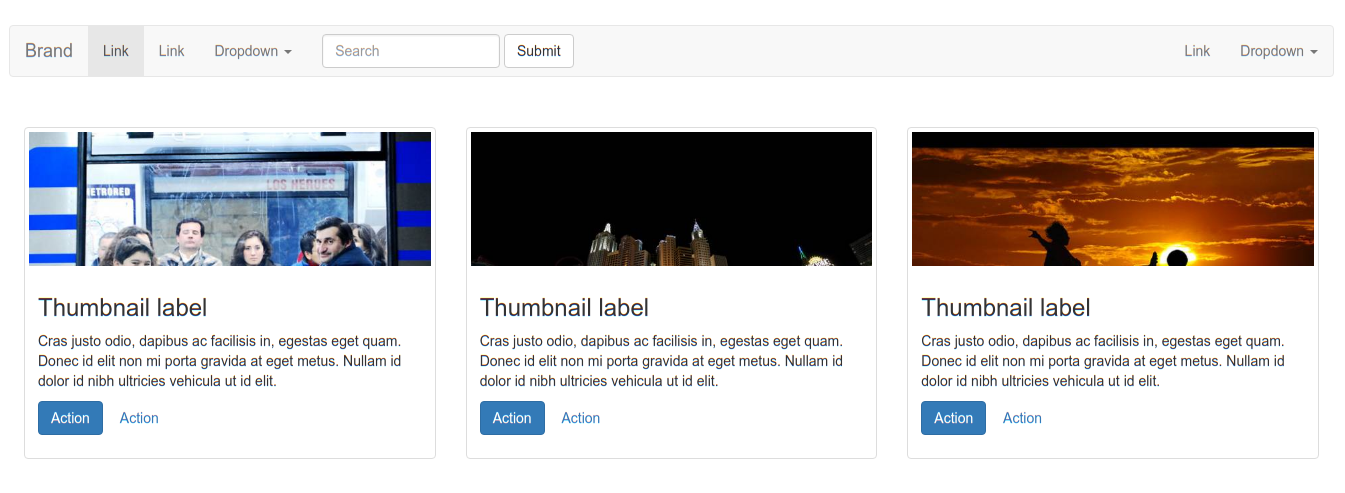 Brand Link Link Dropdown Search Submit Link Dropdown
ETRORED
LOS HEROES
Thumbnail label
Cras justo odio, dapibus ac facilisis in, egestas eget quam.
Donec id elit non mi porta gravida at eget metus. Nullam id
dolor id nibh ultricies vehicula ut id elit.
Action Action
Thumbnail label
Cras justo odio, dapibus ac facilisis in, egestas eget quam.
Donec id elit non mi porta gravida at eget metus. Nullam id
dolor id nibh ultricies vehicula ut id elit.
Action Action
Thumbnail label
Cras justo odio, dapibus ac facilisis in, egestas eget quam.
Donec id elit non mi porta gravida at eget metus. Nullam id
dolor id nibh ultricies vehicula ut id elit.
Action Action